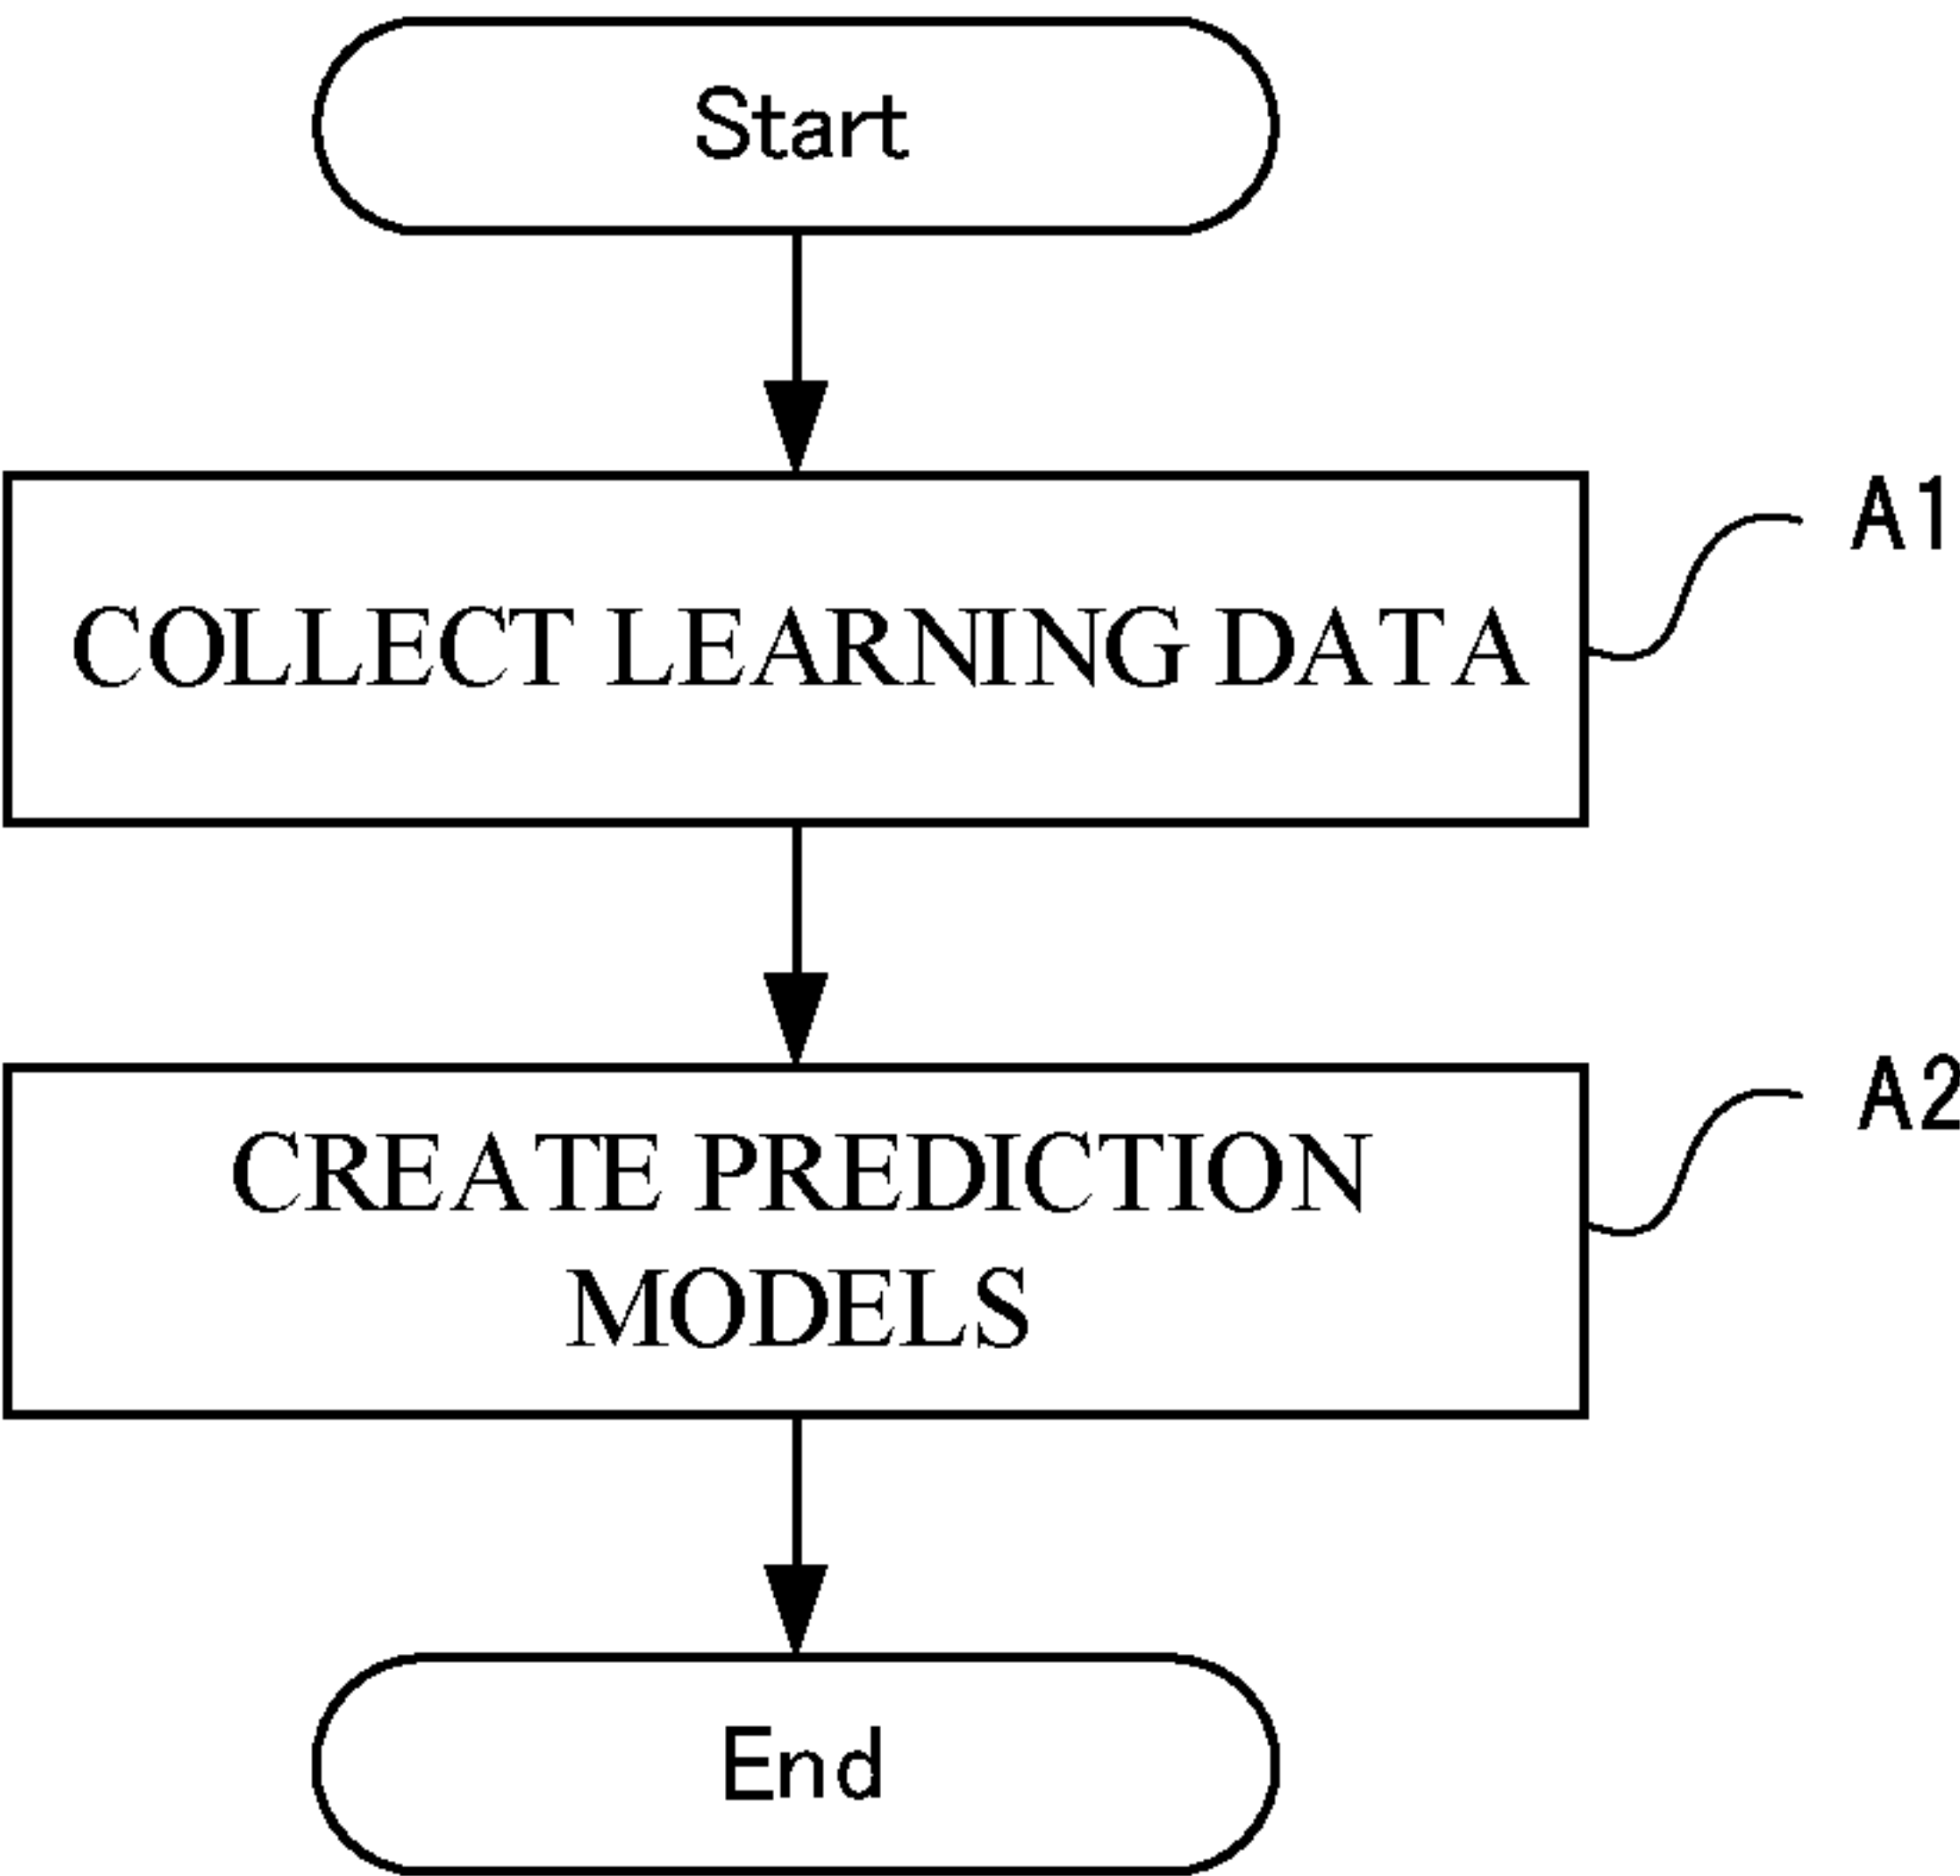 Start
A1
COLLECT LEARNING DATA
A2
CREATE PREDICTION
MODELS
End